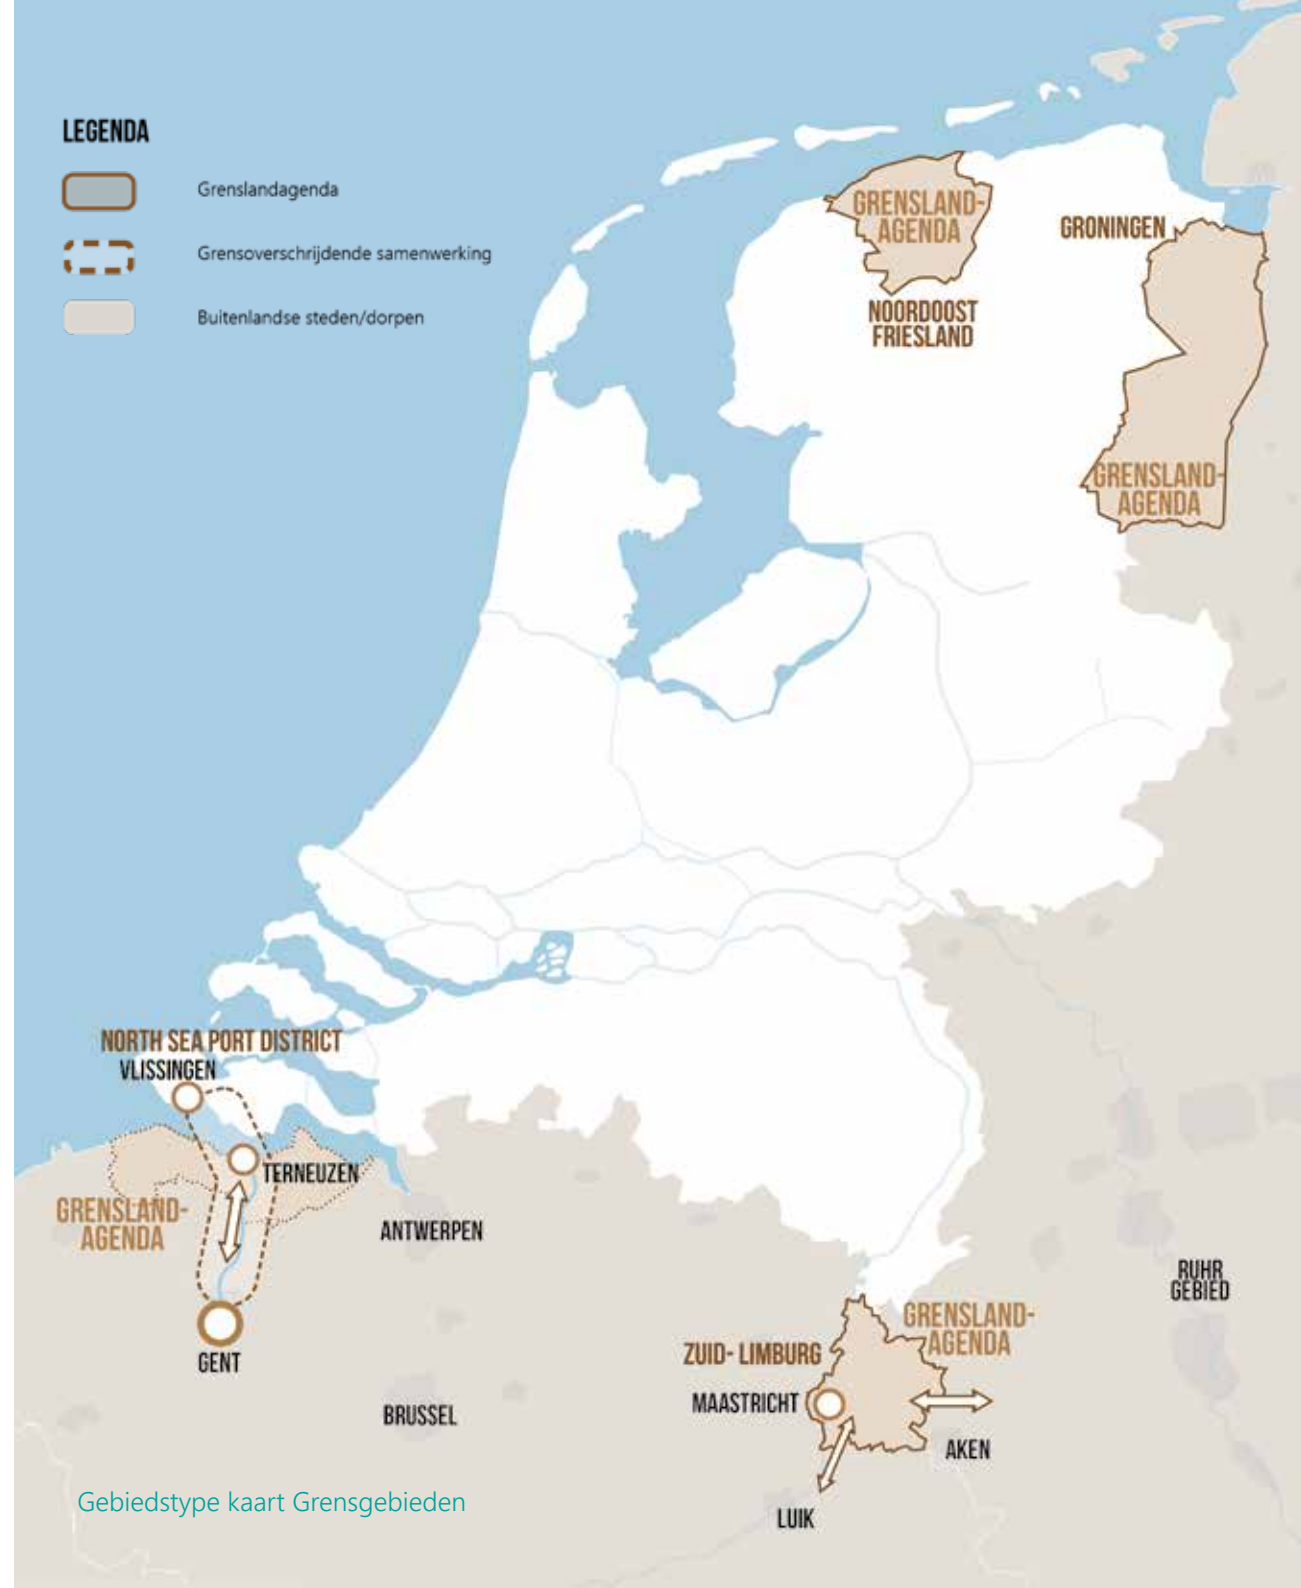 LEGENDA
Grenslandagenda
Grensoverschrijdende samenwerking
Buitenlandse steden/dorpen
GRENSLAND-
AGENDA
NOORDOOST
FRIESLAND
GRONINGEN
GRENSLAND-
AGENDA
NORTH SEA PORT DISTRICT
VLISSINGEN
TERNEUZEN
GRENSLAND-
AGENDA
ANTWERPEN
GENT
BRUSSEL
RUHR
GEBIED
GRENSLAND-
AGENDA
ZUID- LIMBURG
MAASTRICHT
AKEN
LUIK
Gebiedstype kaart Grensgebieden